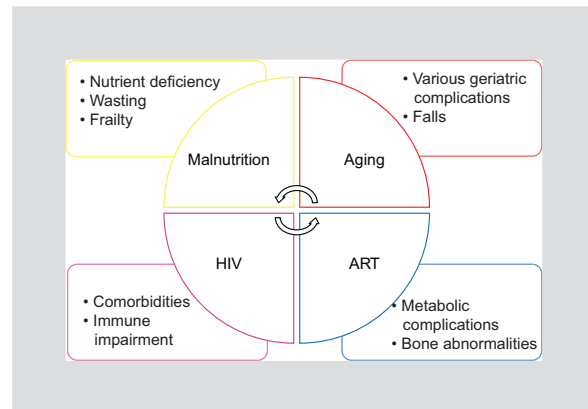 • Nutrient deficiency
• Wasting
• Frailty
• Various geriatric
complications
• Falls
Malnutrition
Aging
HIV
ART
• Comorbidities
• Immune
impairment
• Metabolic
complications
• Bone abnormalities